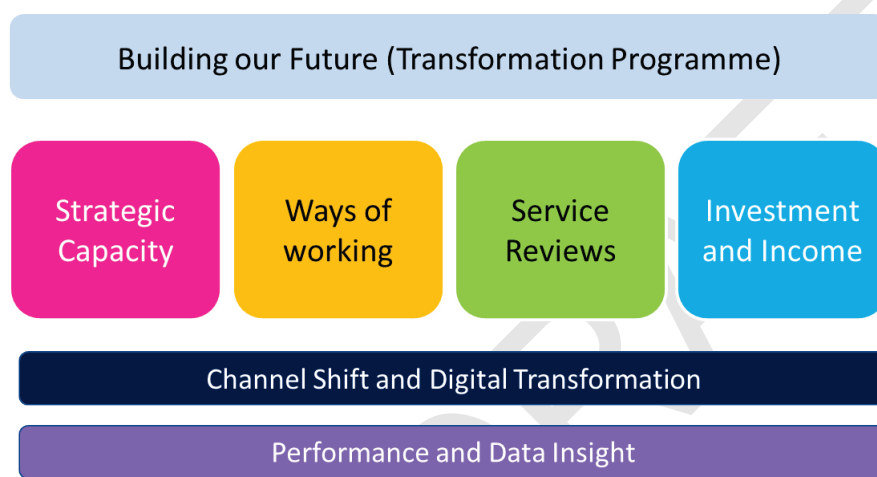 Building our Future (Transformation Programme)
Strategic
Capacity
Ways of
working
Service
Reviews
Investment
and Income
Channel Shift and Digital Transformation
Performance and Data Insight